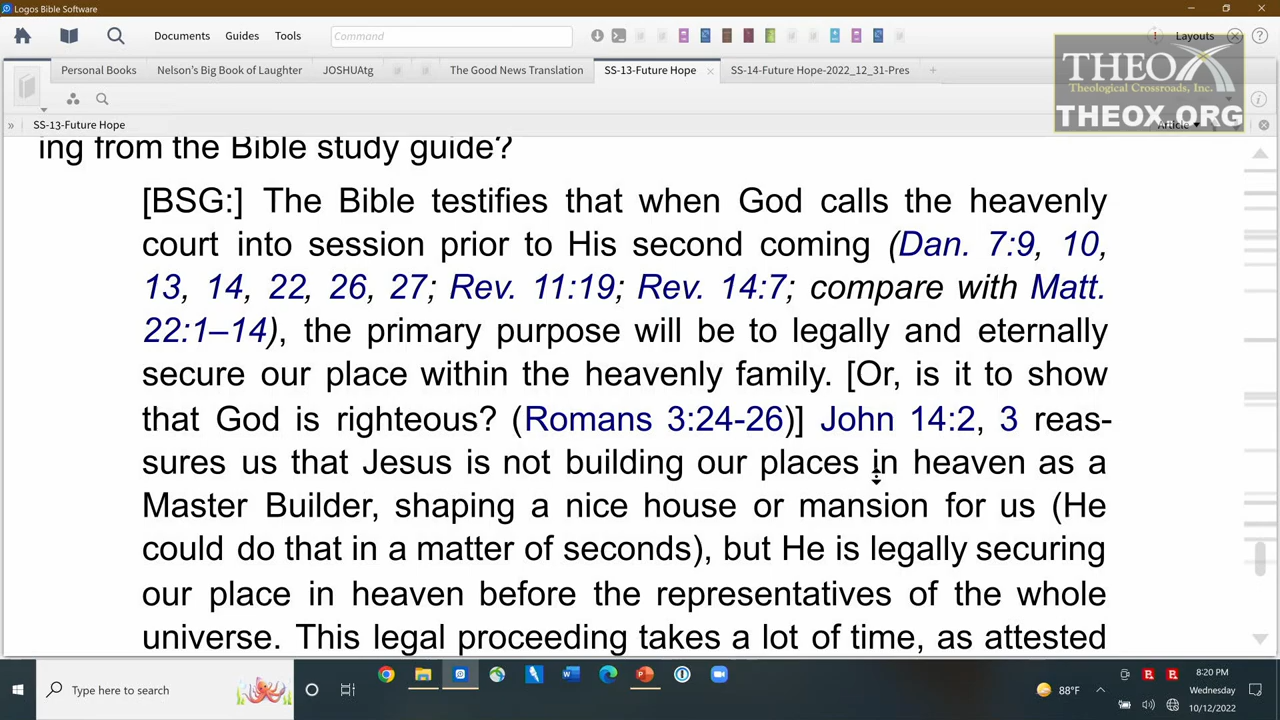 Logos Bible Software
Documents Guides Tools Command Layouts
THEOX
Theological Crossroads, Inc.
THEOX.ORG
Personal Books Nelson's Big Book of Laughter JOSHUAtg The Good News Translation SS-13-Future Hope SS-14-Future Hope-2022_12_31-Pres
SS-13-Future Hope Article
ing from the Bible study guide?
[BSG:] The Bible testifies that when God calls the heavenly
court into session prior to His second coming (Dan. 7:9, 10,
13, 14, 22, 26, 27; Rev. 11:19; Rev. 14:7; compare with Matt.
22:1–14), the primary purpose will be to legally and eternally
secure our place within the heavenly family. [Or, is it to show
that God is righteous? (Romans 3:24-26)] John 14:2, 3 reas-
sures us that Jesus is not building our places in heaven as a
Master Builder, shaping a nice house or mansion for us (He
could do that in a matter of seconds), but He is legally securing
our place in heaven before the representatives of the whole
universe. This legal proceeding takes a lot of time, as attested
Type here to search
88°F
8:20 PM
Wednesday
10/12/2022